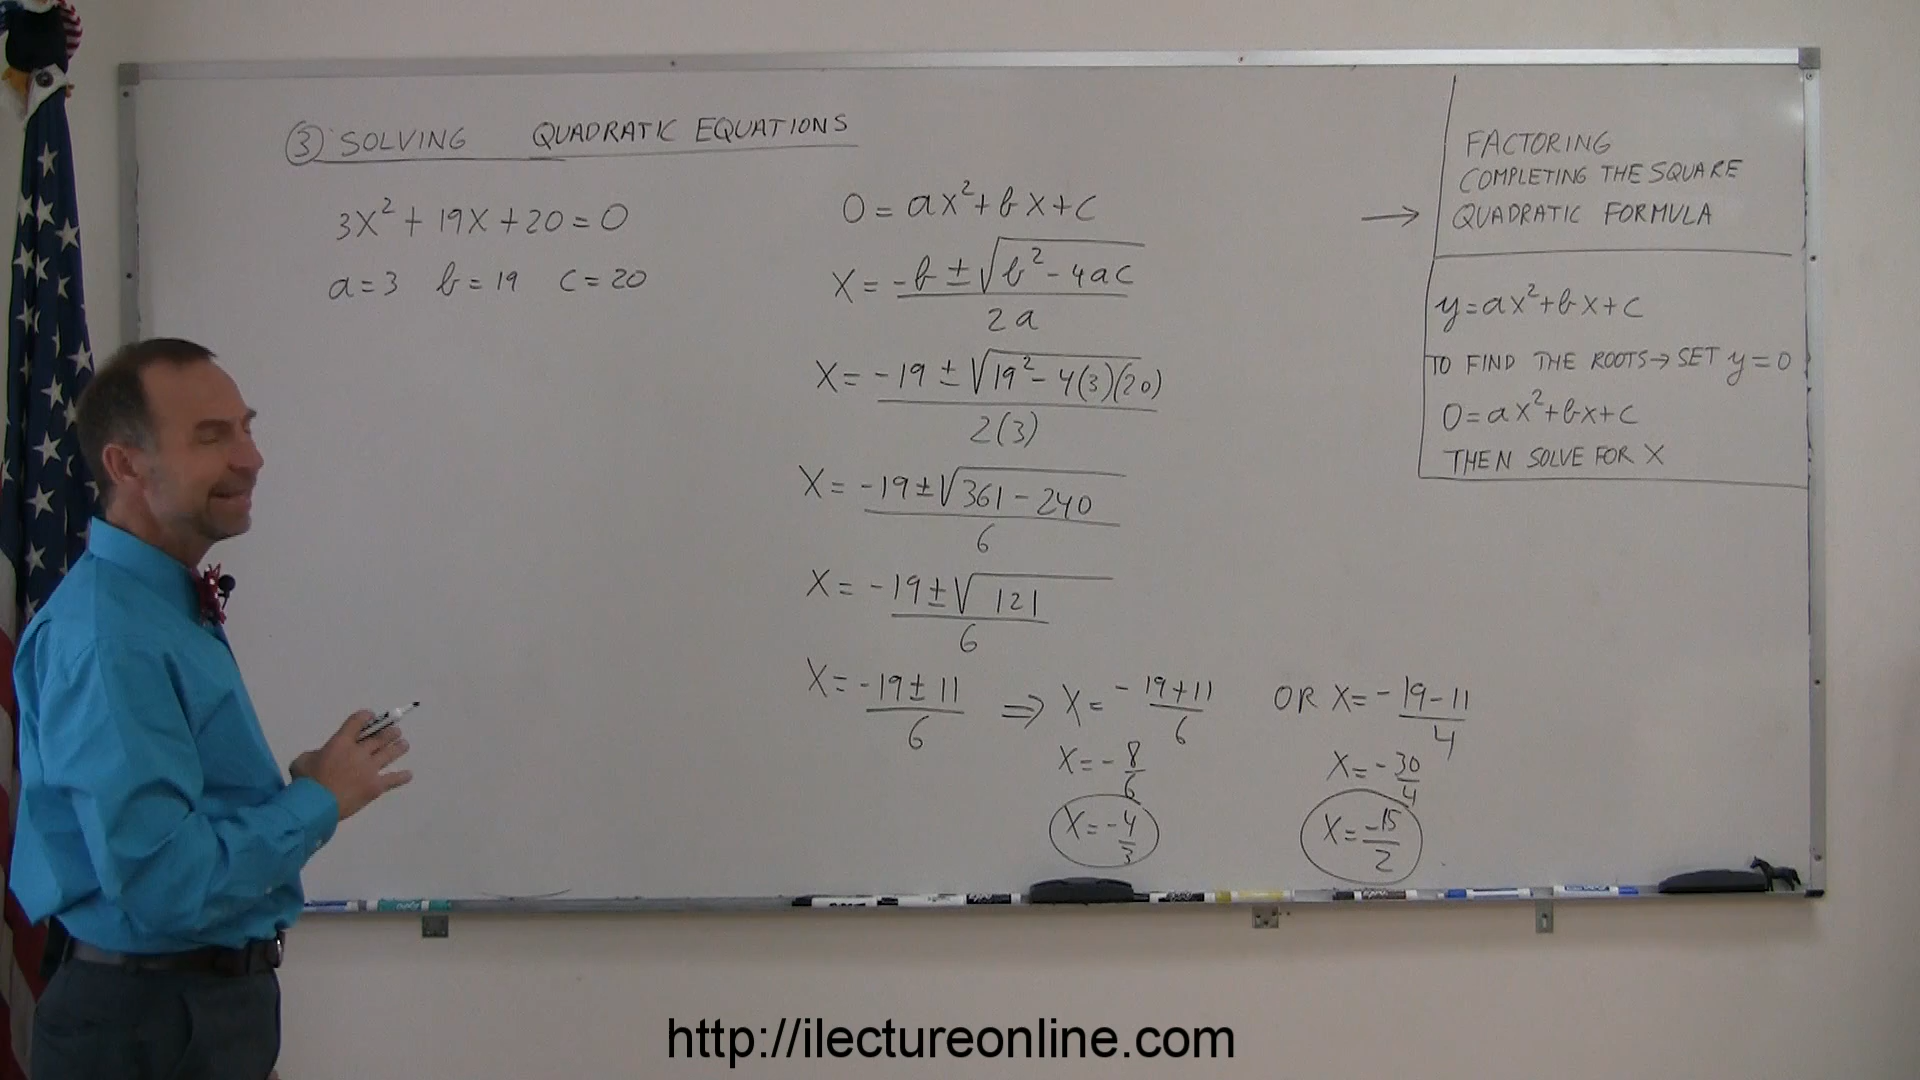 ③ SOLVING QUADRATIC EQUATIONS
3X² + 19X + 20 = 0
a = 3 b = 19 c = 20
0 = aX² + bX + C
X = (-b ± √(b² - 4ac)) / 2a
X = (-19 ± √(19² - 4(3)(20))) / 2(3)
X = (-19 ± √(361 - 240)) / 6
X = (-19 ± √121) / 6
X = (-19 ± 11) / 6 ⇒ X = (-19 + 11) / 6 OR X = (-19 - 11) / 4
X = -8/6 X = -30/4
X = -4/3 X = -15/2
FACTORING
COMPLETING THE SQUARE
→ QUADRATIC FORMULA
y = aX² + bX + C
TO FIND THE ROOTS → SET y = 0
0 = aX² + bX + C
THEN SOLVE FOR X
http://ilectureonline.com